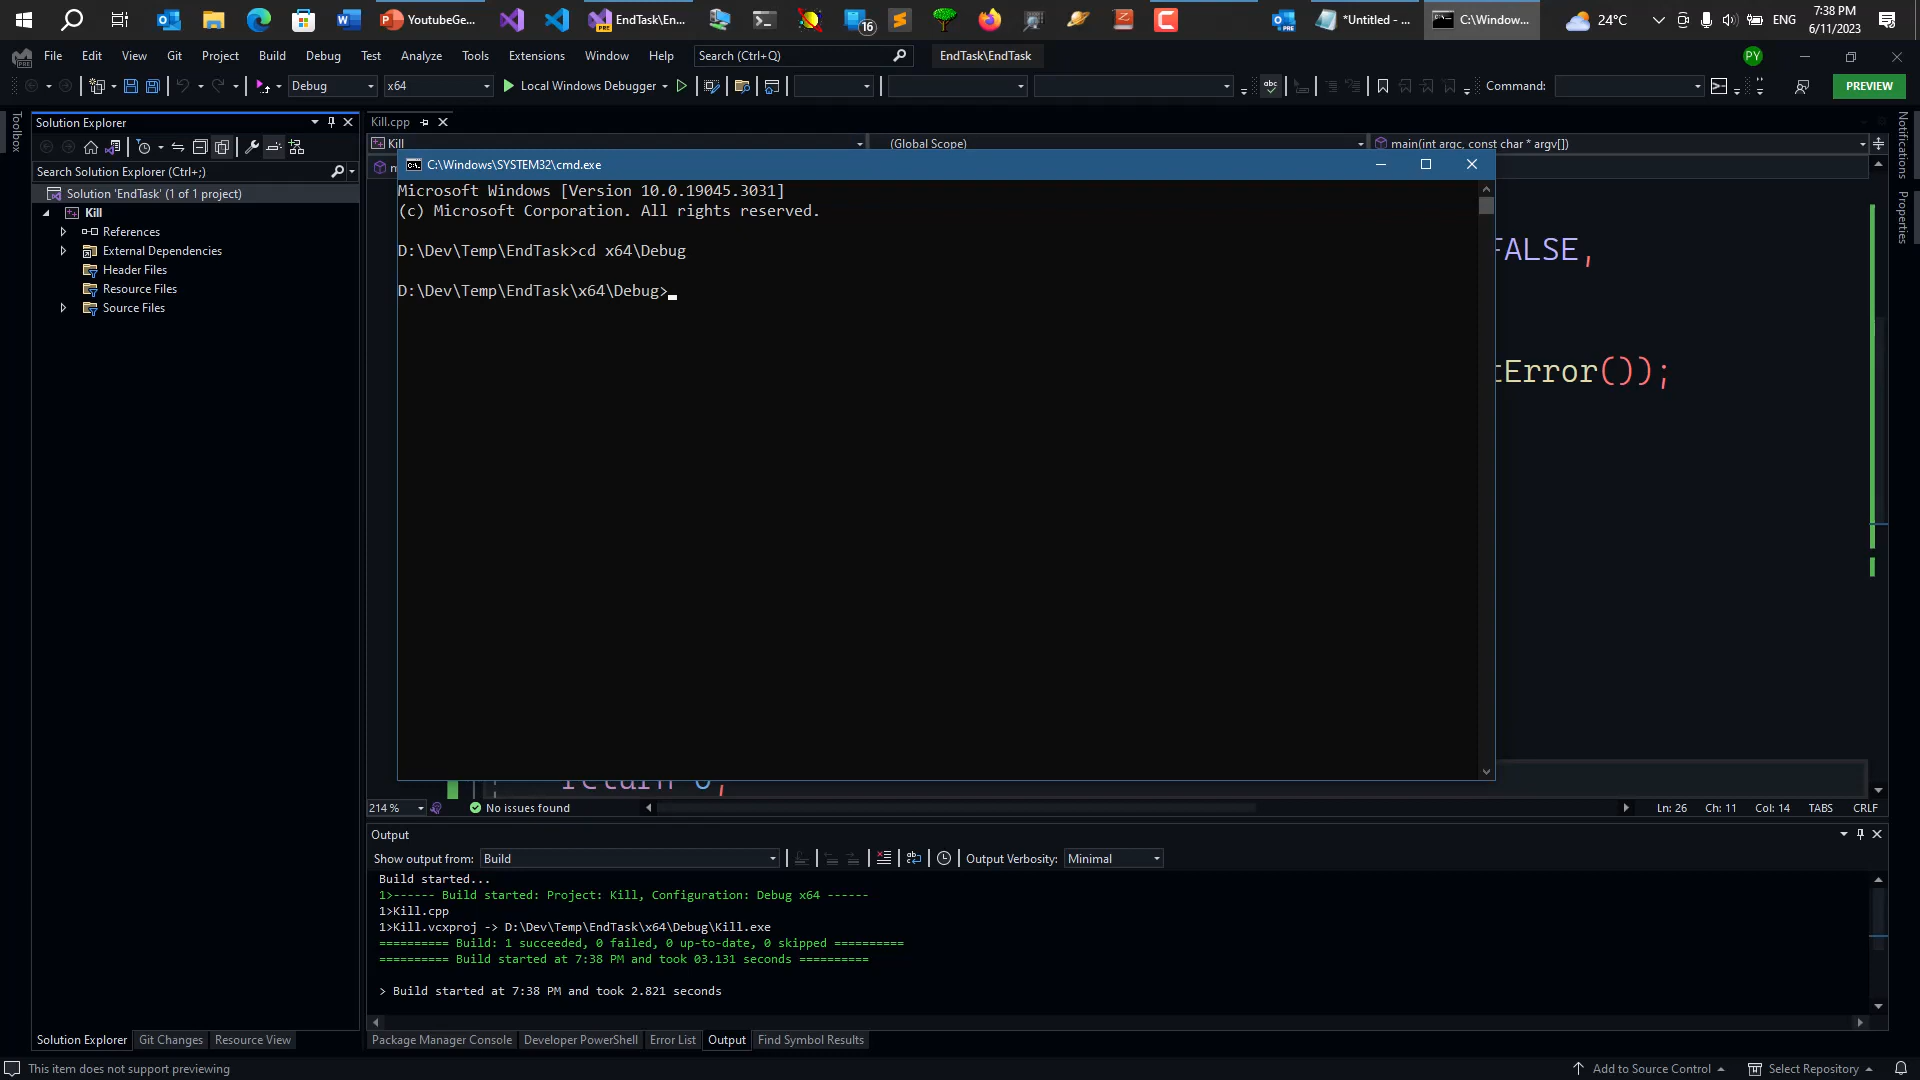 YoutubeGe...
EndTask\En...
16
*Untitled - ...
C:\Window...
24°C
ENG
7:38 PM
6/11/2023
File Edit View Git Project Build Debug Test Analyze Tools Extensions Window Help Search (Ctrl+Q) EndTask\EndTask PY
Debug x64 Local Windows Debugger Command: PREVIEW
Toolbox
Solution Explorer
Search Solution Explorer (Ctrl+;)
Solution 'EndTask' (1 of 1 project)
Kill
References
External Dependencies
Header Files
Resource Files
Source Files
Kill.cpp
Kill (Global Scope) main(int argc, const char * argv[])
Notifications
Properties
C:\Windows\SYSTEM32\cmd.exe
Microsoft Windows [Version 10.0.19045.3031]
(c) Microsoft Corporation. All rights reserved.
D:\Dev\Temp\EndTask>cd x64\Debug
D:\Dev\Temp\EndTask\x64\Debug>
FALSE,
tError());
return 0;
214 % No issues found Ln: 26 Ch: 11 Col: 14 TABS CRLF
Output
Show output from: Build Output Verbosity: Minimal
Build started...
1>------ Build started: Project: Kill, Configuration: Debug x64 ------
1>Kill.cpp
1>Kill.vcxproj -> D:\Dev\Temp\EndTask\x64\Debug\Kill.exe
========== Build: 1 succeeded, 0 failed, 0 up-to-date, 0 skipped ==========
========== Build started at 7:38 PM and took 03.131 seconds ==========
> Build started at 7:38 PM and took 2.821 seconds
Solution Explorer Git Changes Resource View Package Manager Console Developer PowerShell Error List Output Find Symbol Results
This item does not support previewing Add to Source Control Select Repository